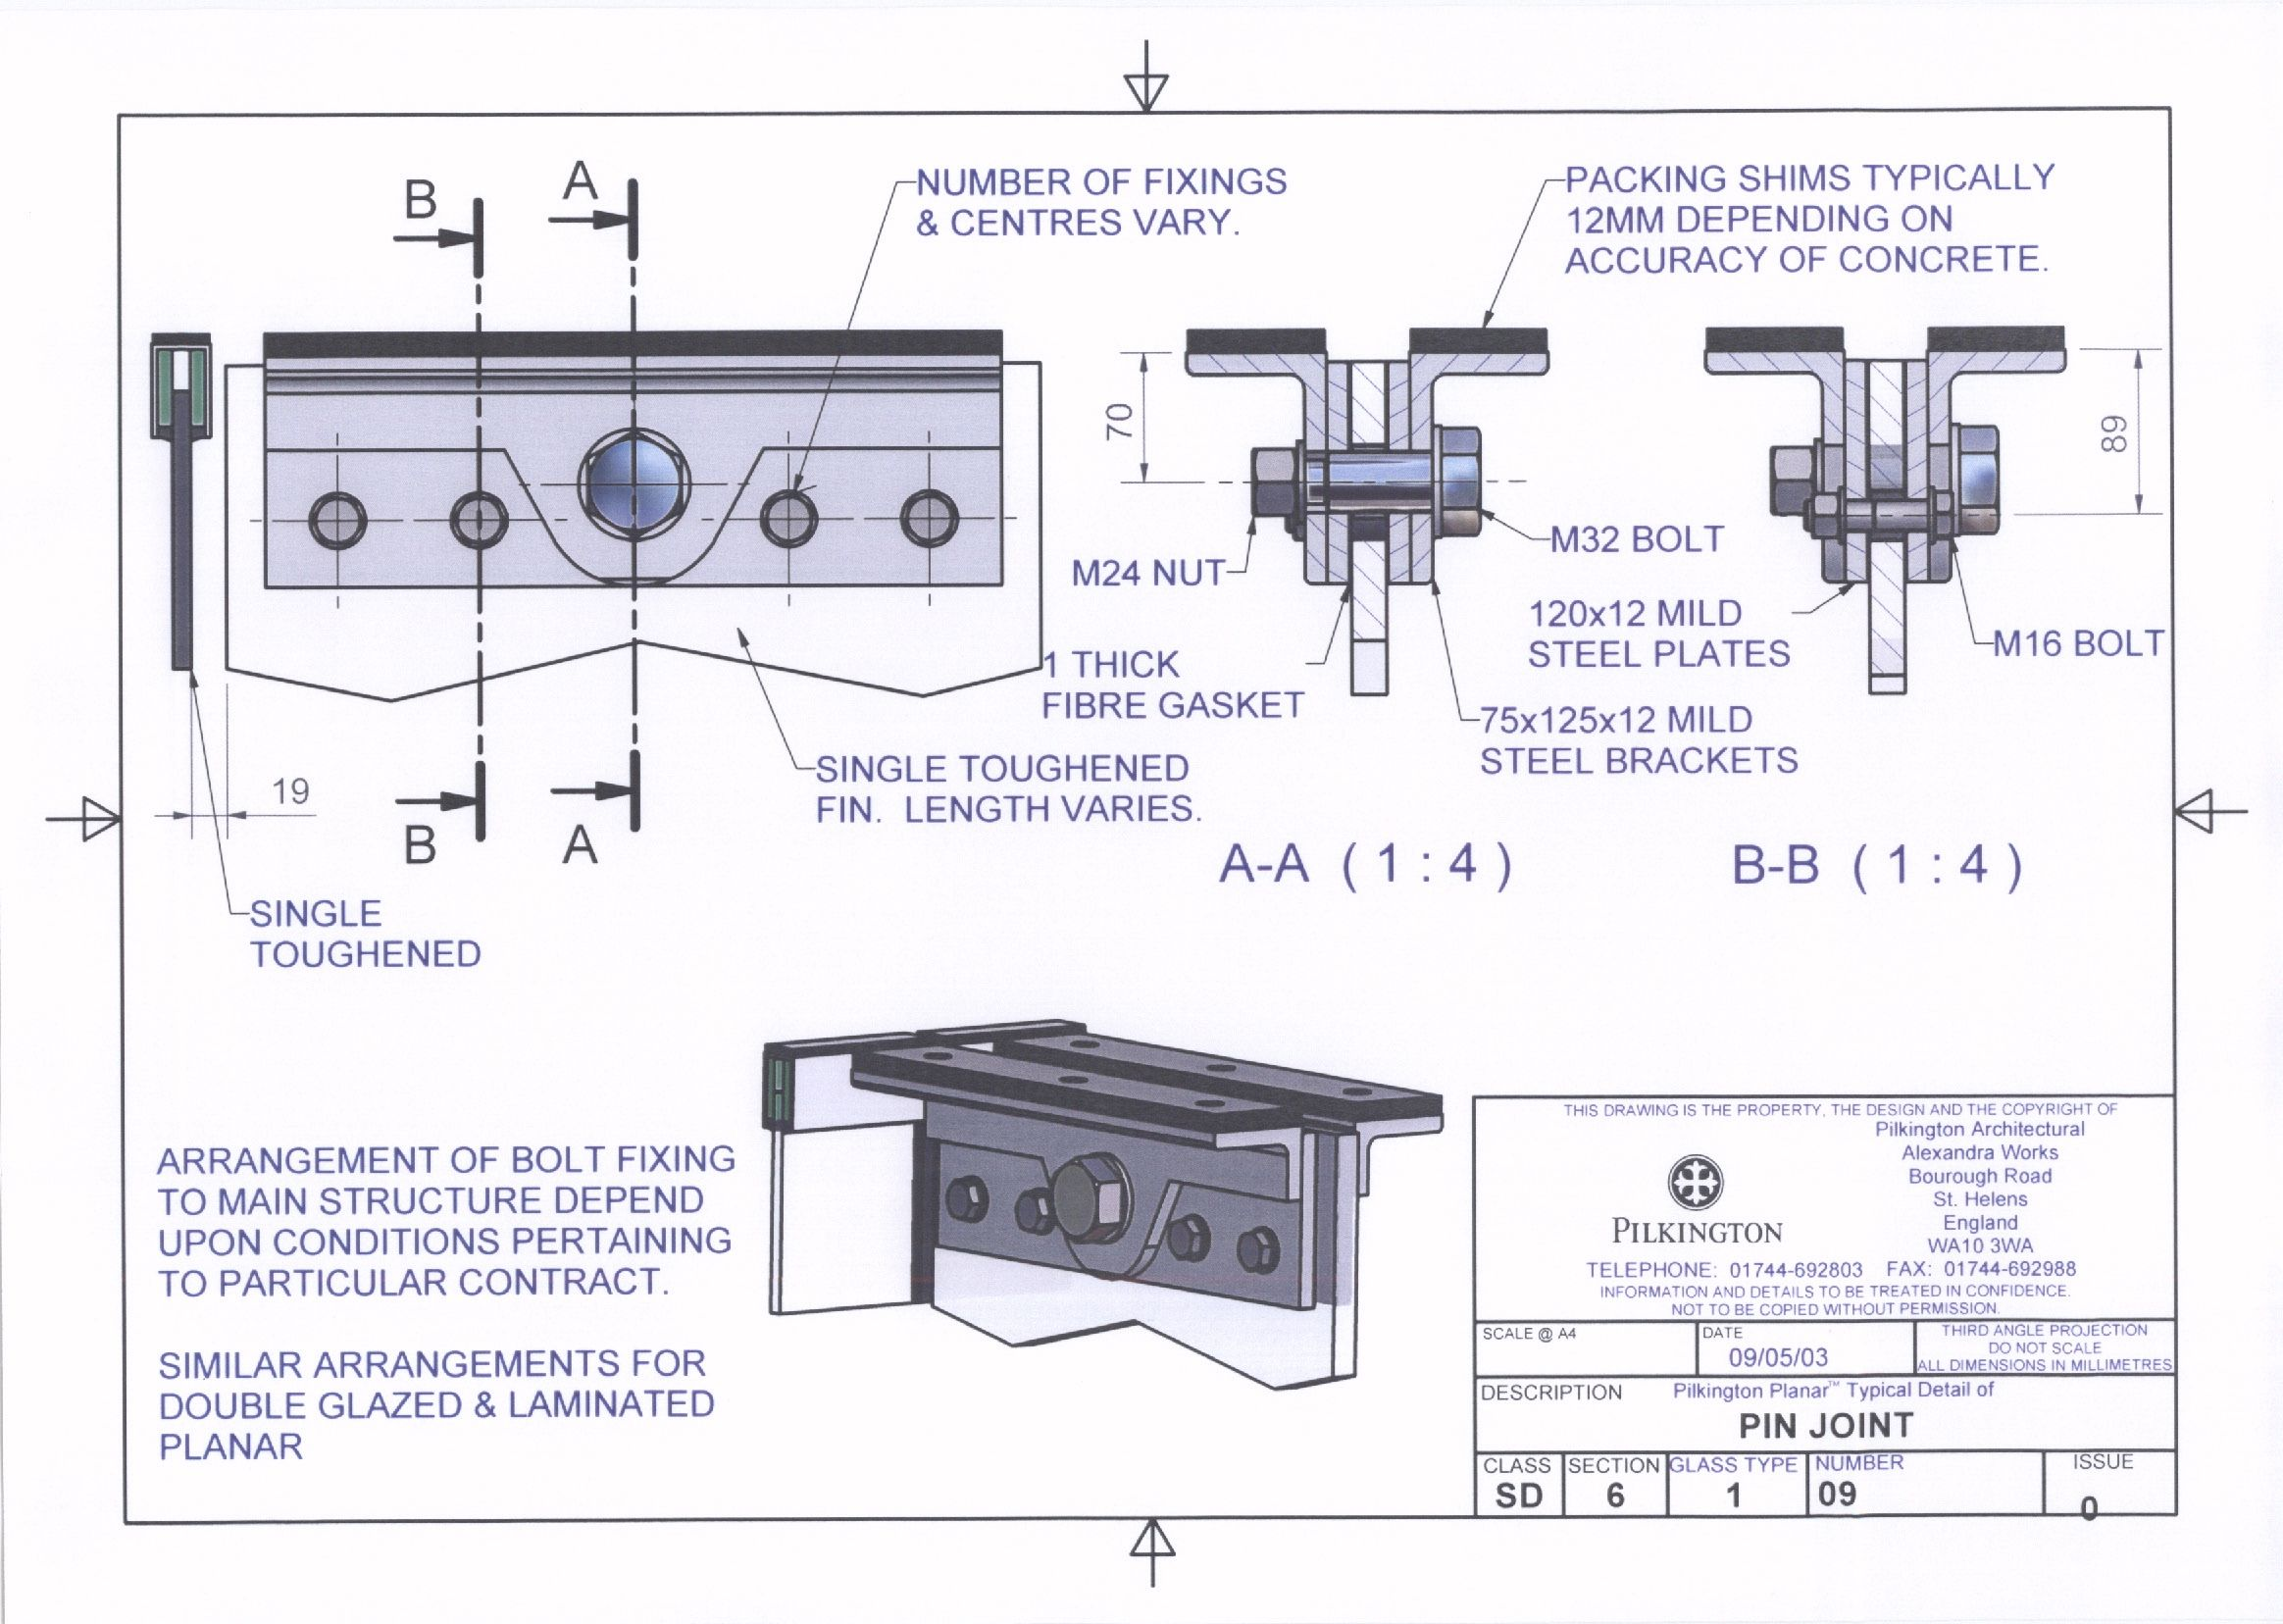 B
A
NUMBER OF FIXINGS
& CENTRES VARY.
PACKING SHIMS TYPICALLY
12MM DEPENDING ON
ACCURACY OF CONCRETE.
70
89
M24 NUT
M32 BOLT
1 THICK
FIBRE GASKET
120x12 MILD
STEEL PLATES
M16 BOLT
75x125x12 MILD
STEEL BRACKETS
SINGLE TOUGHENED
FIN. LENGTH VARIES.
19
B
A
A-A ( 1 : 4 )
B-B ( 1 : 4 )
SINGLE
TOUGHENED
ARRANGEMENT OF BOLT FIXING
TO MAIN STRUCTURE DEPEND
UPON CONDITIONS PERTAINING
TO PARTICULAR CONTRACT.
SIMILAR ARRANGEMENTS FOR
DOUBLE GLAZED & LAMINATED
PLANAR
THIS DRAWING IS THE PROPERTY, THE DESIGN AND THE COPYRIGHT OF
Pilkington Architectural
Alexandra Works
Bourough Road
St. Helens
England
WA10 3WA
PILKINGTON
TELEPHONE: 01744-692803 FAX: 01744-692988
INFORMATION AND DETAILS TO BE TREATED IN CONFIDENCE.
NOT TO BE COPIED WITHOUT PERMISSION.
SCALE @ A4
DATE
09/05/03
THIRD ANGLE PROJECTION
DO NOT SCALE
ALL DIMENSIONS IN MILLIMETRES
DESCRIPTION
Pilkington Planar™ Typical Detail of
PIN JOINT
CLASS
SD
SECTION
6
GLASS TYPE
1
NUMBER
09
ISSUE
0